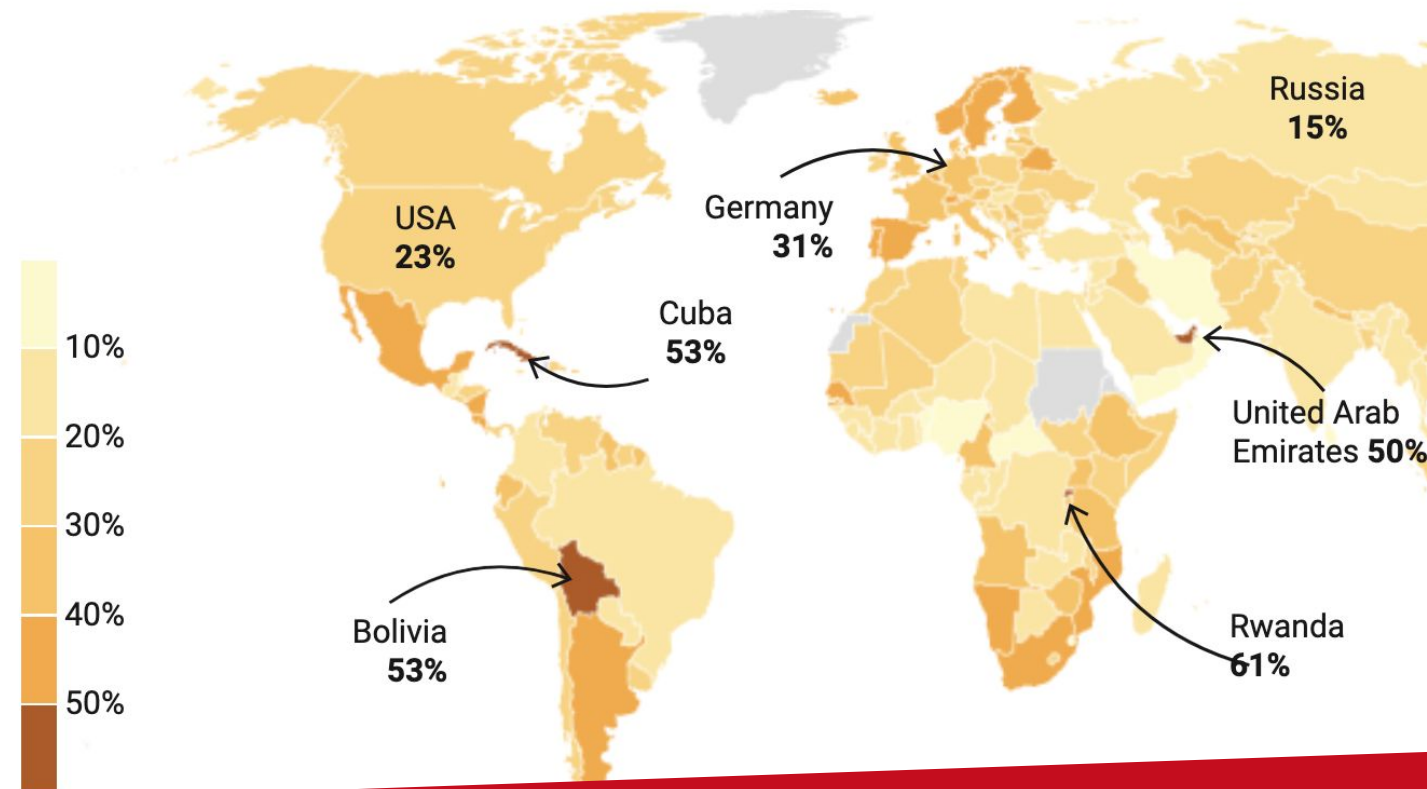 Russia
15%
Germany
31%
USA
23%
Cuba
53%
10%
20%
30%
40%
50%
United Arab
Emirates 50%
Bolivia
53%
Rwanda
61%